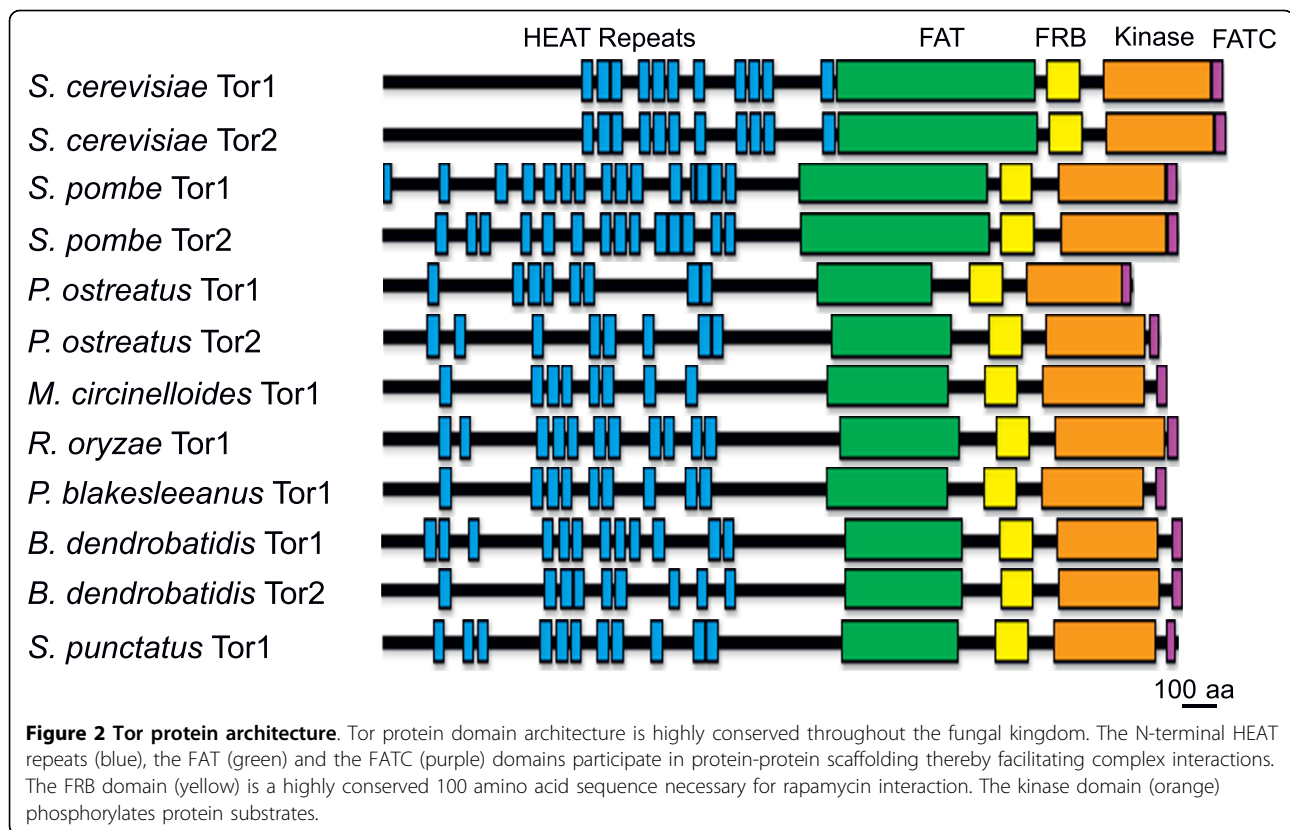 HEAT Repeats FAT FRB Kinase FATC
S. cerevisiae Tor1
S. cerevisiae Tor2
S. pombe Tor1
S. pombe Tor2
P. ostreatus Tor1
P. ostreatus Tor2
M. circinelloides Tor1
R. oryzae Tor1
P. blakesleeanus Tor1
B. dendrobatidis Tor1
B. dendrobatidis Tor2
S. punctatus Tor1
100 aa
Figure 2 Tor protein architecture. Tor protein domain architecture is highly conserved throughout the fungal kingdom. The N-terminal HEAT
repeats (blue), the FAT (green) and the FATC (purple) domains participate in protein-protein scaffolding thereby facilitating complex interactions.
The FRB domain (yellow) is a highly conserved 100 amino acid sequence necessary for rapamycin interaction. The kinase domain (orange)
phosphorylates protein substrates.